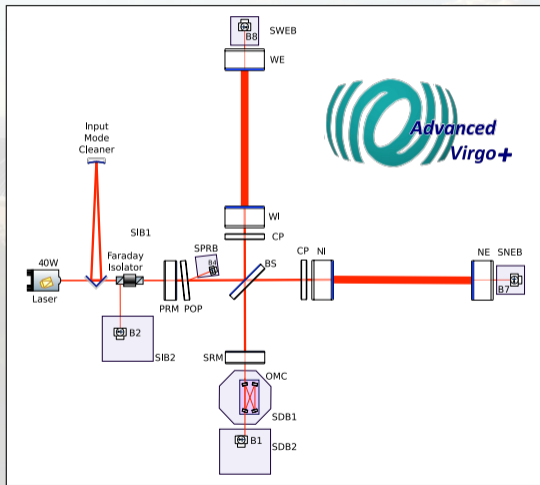 B8
SWEB
WE
Advanced
Virgo+
Input
Mode
Cleaner
SIB1
WI
CP
SPRB
B4
BS
CP
NI
NE
SNEB
B7
40W
Laser
Faraday
Isolator
PRM
POP
B2
SIB2
SRM
OMC
SDB1
B1
SDB2